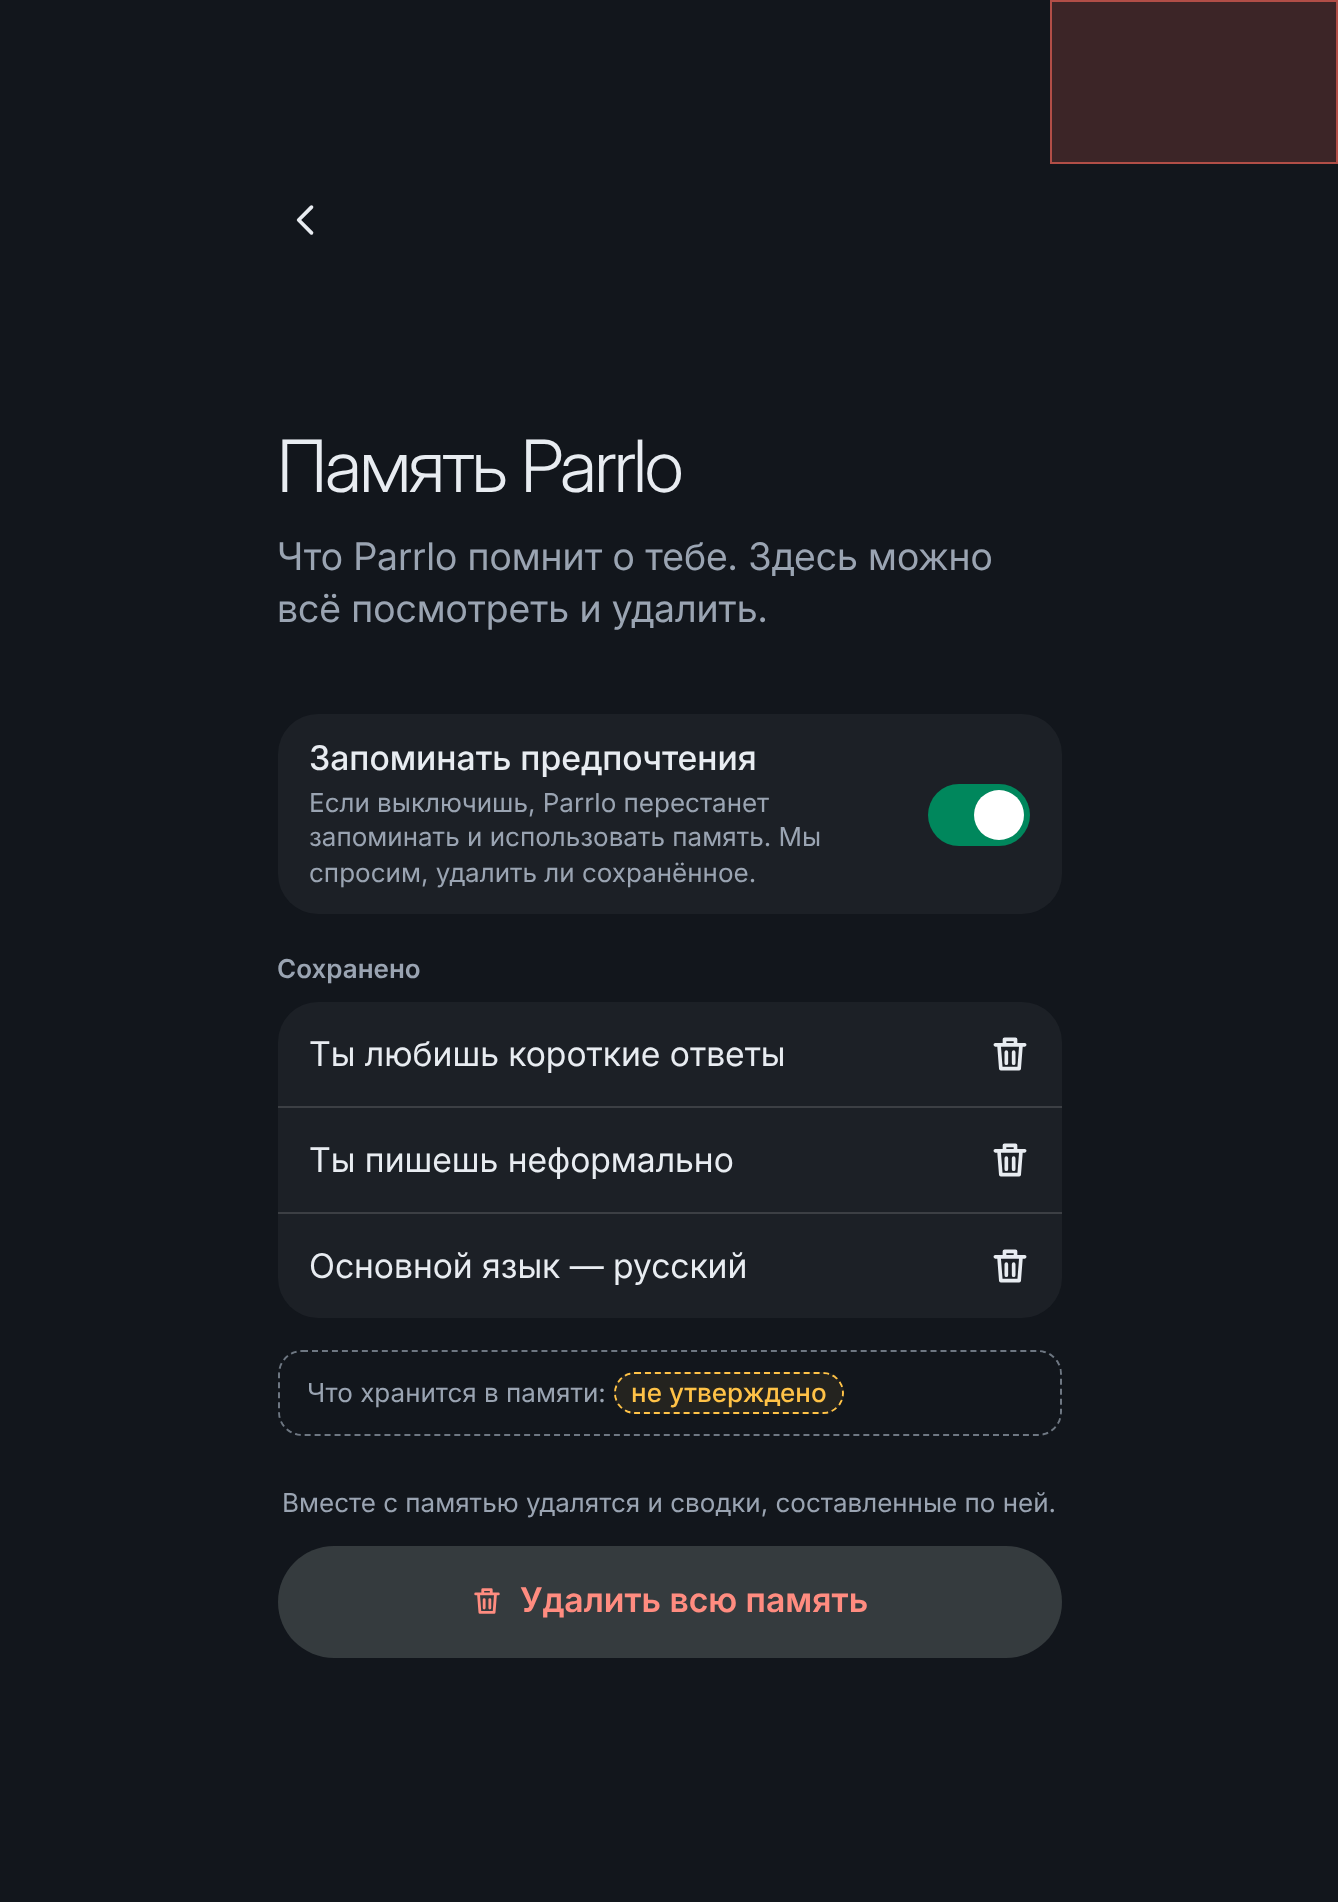 Память Parrlo
Что Parrlo помнит о тебе. Здесь можно
всё посмотреть и удалить.
Запоминать предпочтения
Если выключишь, Parrlo перестанет
запоминать и использовать память. Мы
спросим, удалить ли сохранённое.
Сохранено
Ты любишь короткие ответы
Ты пишешь неформально
Основной язык — русский
Что хранится в памяти: не утверждено
Вместе с памятью удалятся и сводки, составленные по ней.
Удалить всю память